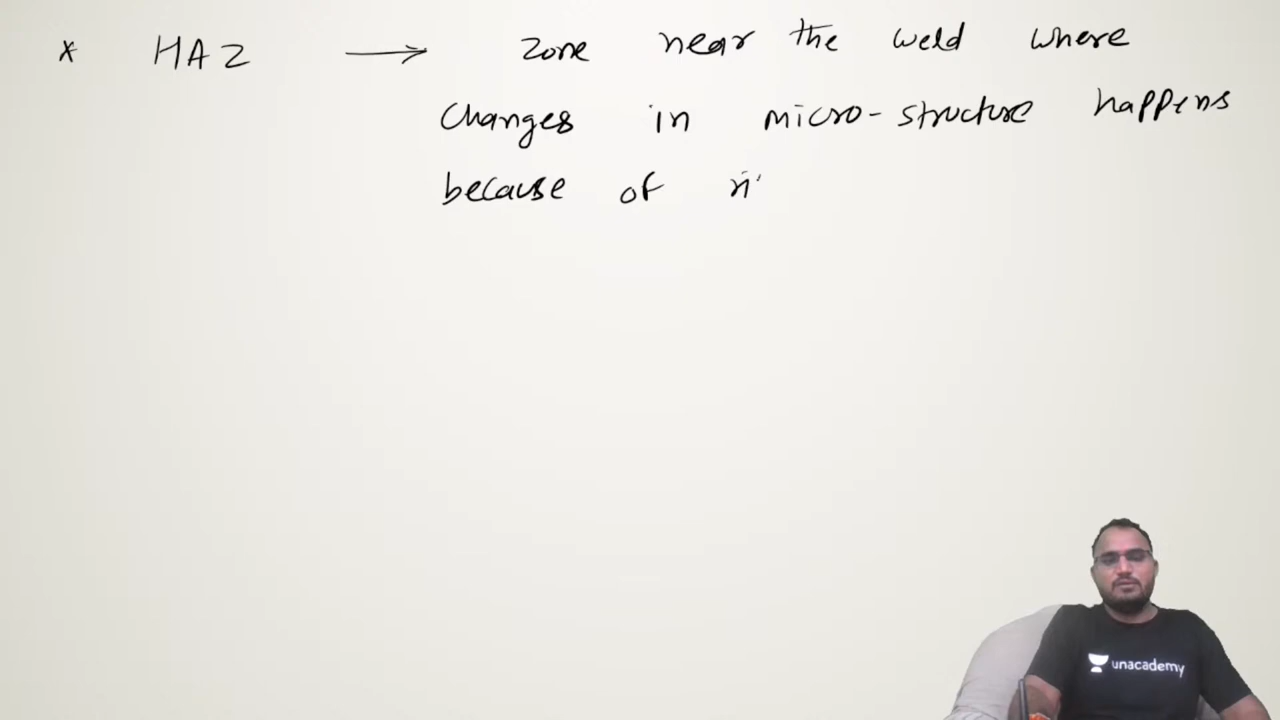 * HAZ → zone near the weld where
changes in micro-structure happens
because of
unacademy